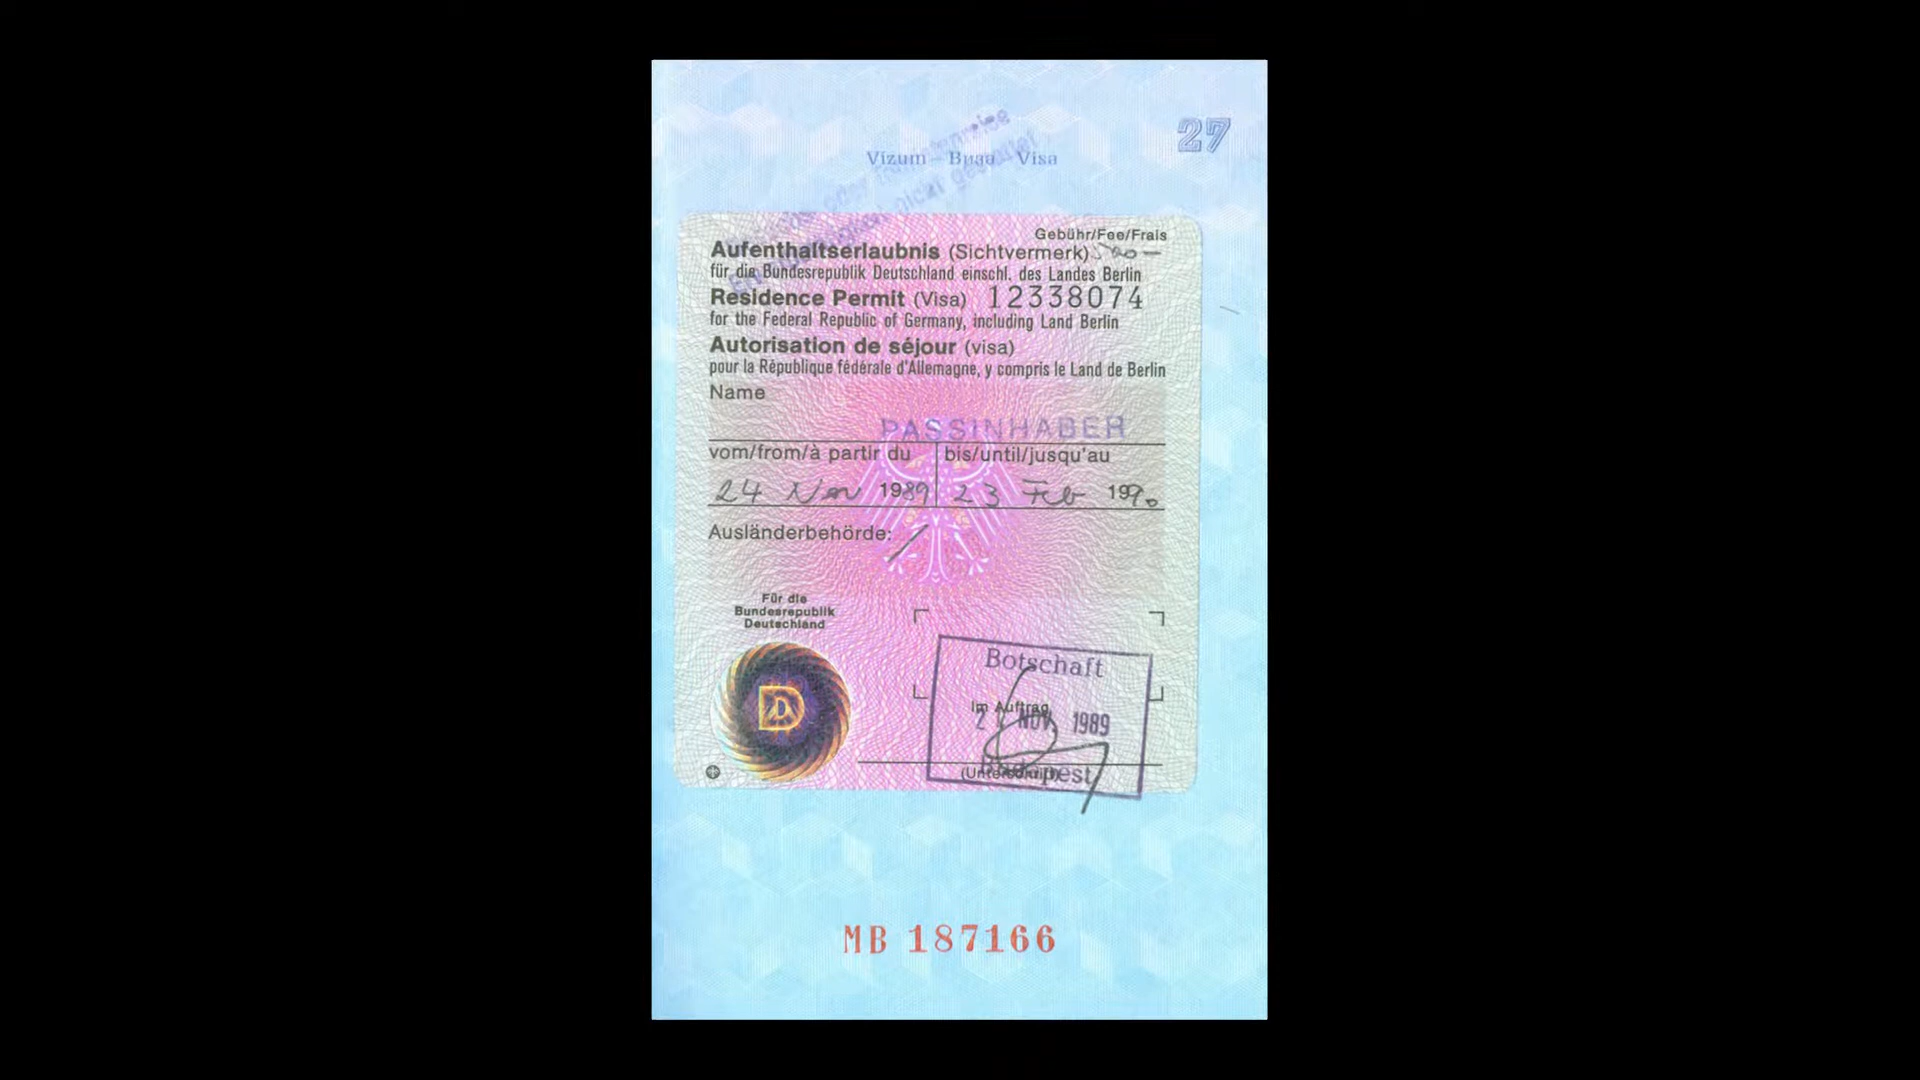 27
Vízum – Виза Visa
Gebühr/Fee/Frais
Aufenthaltserlaubnis (Sichtvermerk)
für die Bundesrepublik Deutschland einschl. des Landes Berlin
Residence Permit (Visa) 12338074
for the Federal Republic of Germany, including Land Berlin
Autorisation de séjour (visa)
pour la République fédérale d'Allemagne, y compris le Land de Berlin
Name
PASSINHABER
vom/from/à partir du bis/until/jusqu'au
24 Nov 1989 23 Feb 1990
Ausländerbehörde:
Für die
Bundesrepublik
Deutschland
Botschaft
Im Auftrag
NOV. 1989
D
(Unterschrift)
Budapest
MB 187166